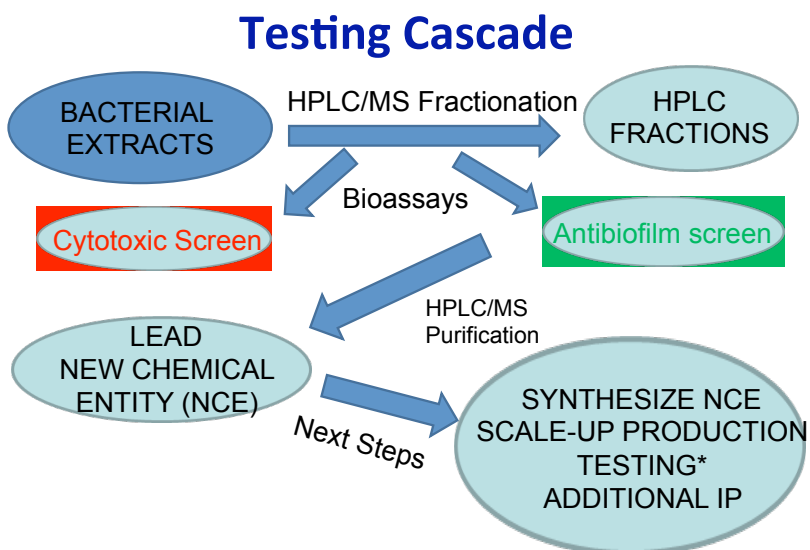 Testing Cascade
BACTERIAL
EXTRACTS
HPLC/MS Fractionation
HPLC
FRACTIONS
Bioassays
Cytotoxic Screen
Antibiofilm screen
HPLC/MS
Purification
LEAD
NEW CHEMICAL
ENTITY (NCE)
Next Steps
SYNTHESIZE NCE
SCALE-UP PRODUCTION
TESTING*
ADDITIONAL IP